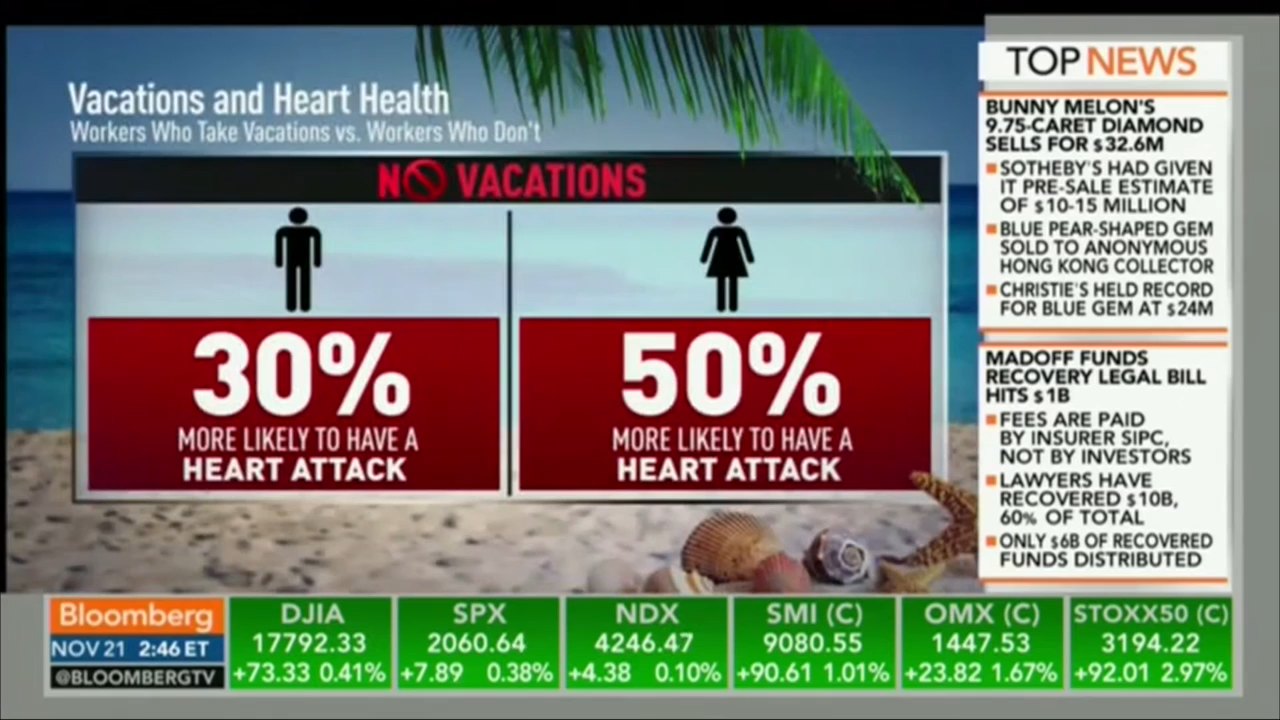 Vacations and Heart Health
Workers Who Take Vacations vs. Workers Who Don't
NO VACATIONS
30%
MORE LIKELY TO HAVE A
HEART ATTACK
50%
MORE LIKELY TO HAVE A
HEART ATTACK
TOP NEWS
BUNNY MELON'S
9.75-CARET DIAMOND
SELLS FOR $32.6M
SOTHEBY'S HAD GIVEN
IT PRE-SALE ESTIMATE
OF $10-15 MILLION
BLUE PEAR-SHAPED GEM
SOLD TO ANONYMOUS
HONG KONG COLLECTOR
CHRISTIE'S HELD RECORD
FOR BLUE GEM AT $24M
MADOFF FUNDS
RECOVERY LEGAL BILL
HITS $1B
FEES ARE PAID
BY INSURER SIPC,
NOT BY INVESTORS
LAWYERS HAVE
RECOVERED $10B,
60% OF TOTAL
ONLY $6B OF RECOVERED
FUNDS DISTRIBUTED
Bloomberg
NOV 21 2:46 ET
@BLOOMBERGTV
DJIA
17792.33
+73.33 0.41%
SPX
2060.64
+7.89 0.38%
NDX
4246.47
+4.38 0.10%
SMI (C)
9080.55
+90.61 1.01%
OMX (C)
1447.53
+23.82 1.67%
STOXX50 (C)
3194.22
+92.01 2.97%